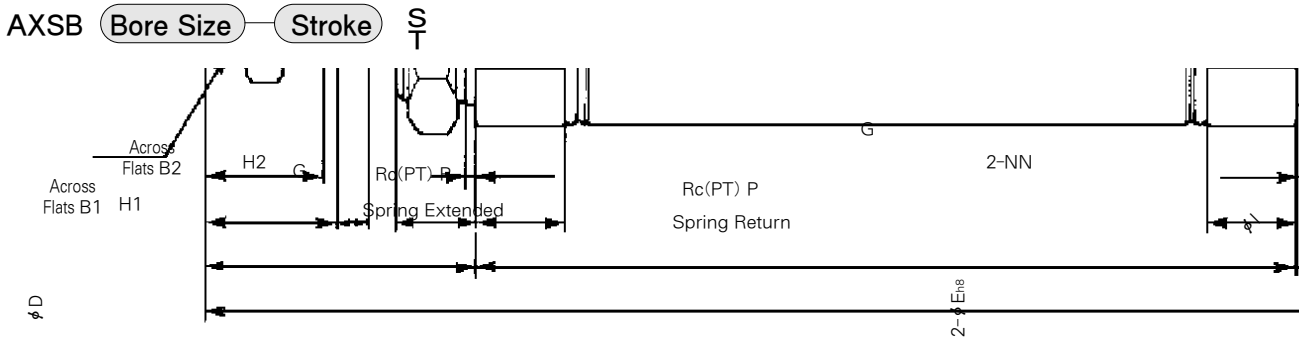 AXSB Bore Size Stroke S
T
G
Across
Flats B2
H2
G
Rc(PT) P
2-NN
Across
Flats B1
H1
Rc(PT) P
Spring Extended
Spring Return
φI
φD
2-φEh8